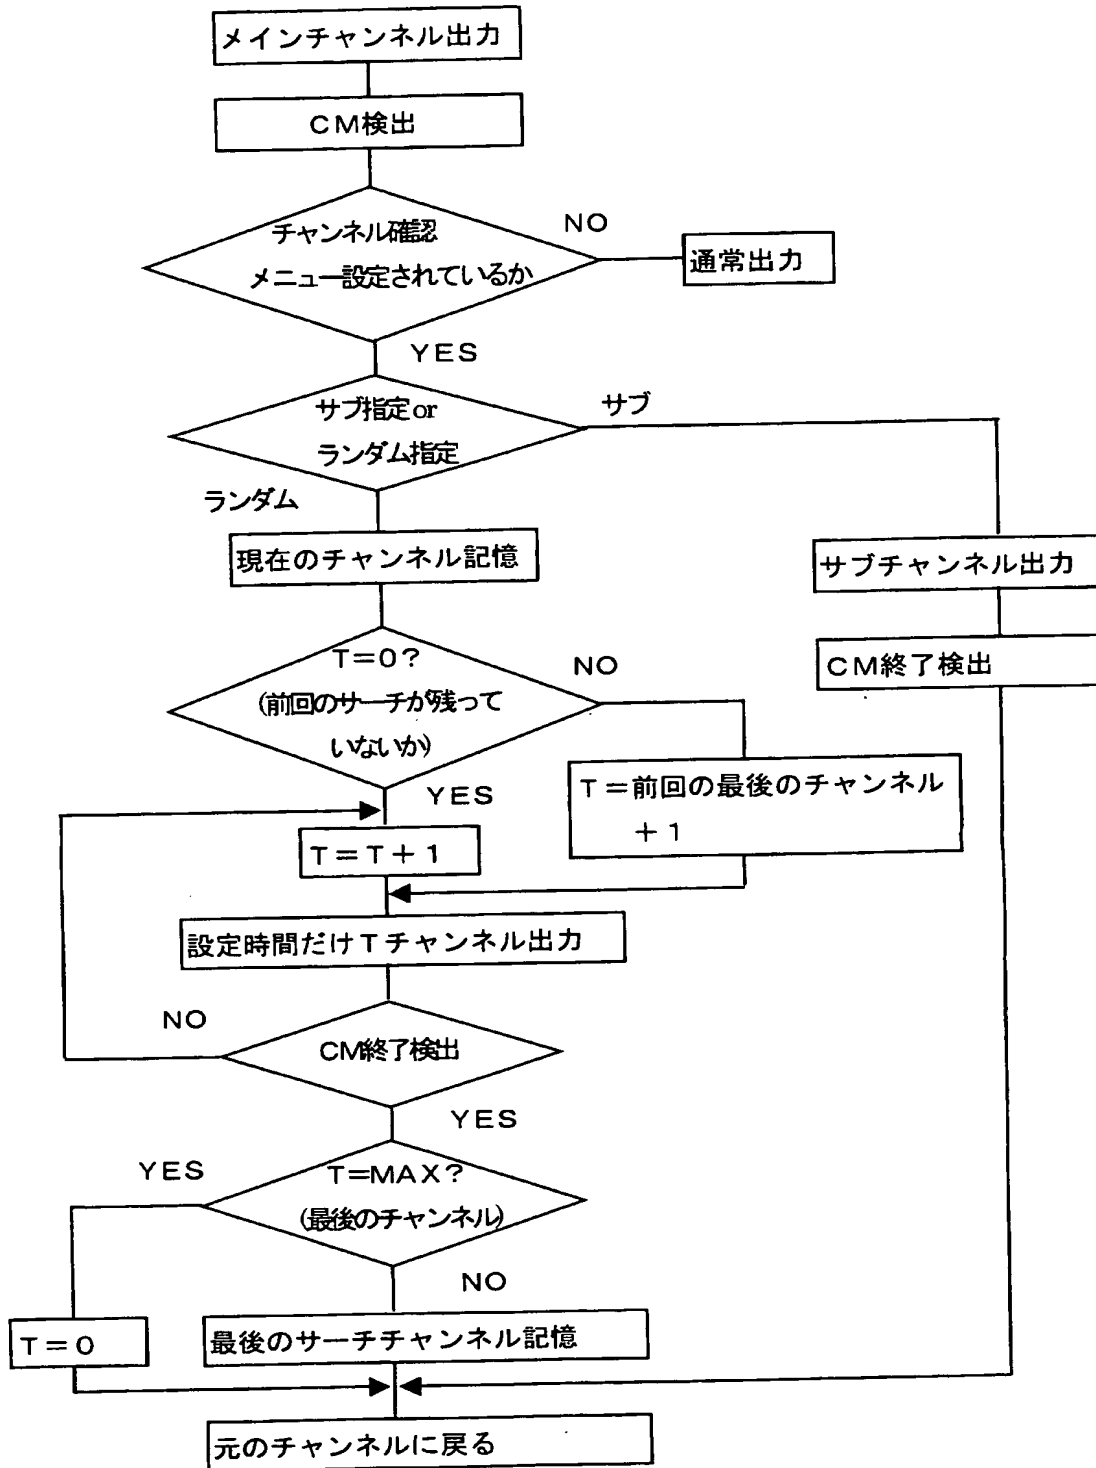 メインチャンネル出力
CM検出
チャンネル確認
メニュー設定されているか
NO
通常出力
YES
サブ指定or
ランダム指定
サブ
ランダム
現在のチャンネル記憶
サブチャンネル出力
CM終了検出
T=0?
(前回のサーチが残って
いないか)
NO
YES
T=前回の最後のチャンネル
+1
T=T+1
設定時間だけTチャンネル出力
NO
CM終了検出
YES
YES
T=MAX?
(最後のチャンネル)
NO
T=0
最後のサーチチャンネル記憶
元のチャンネルに戻る